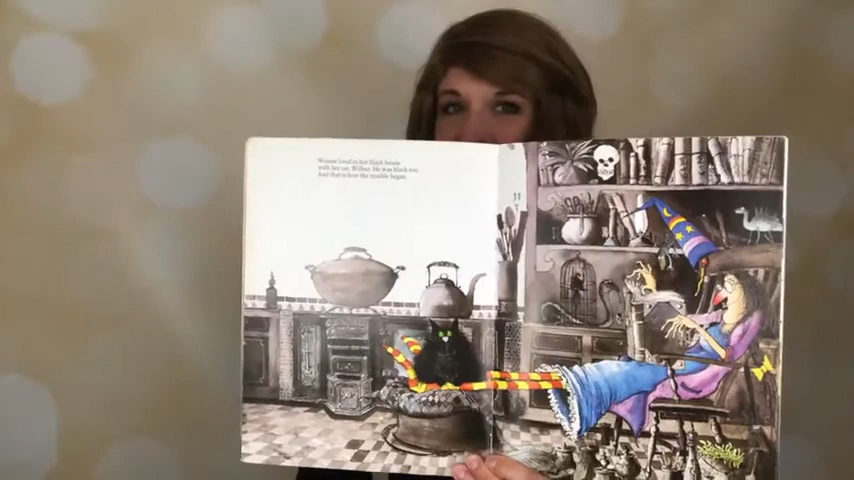 Winnie lived in her black house
with her cat, Wilbur. He was black too.
And that is how the trouble began.